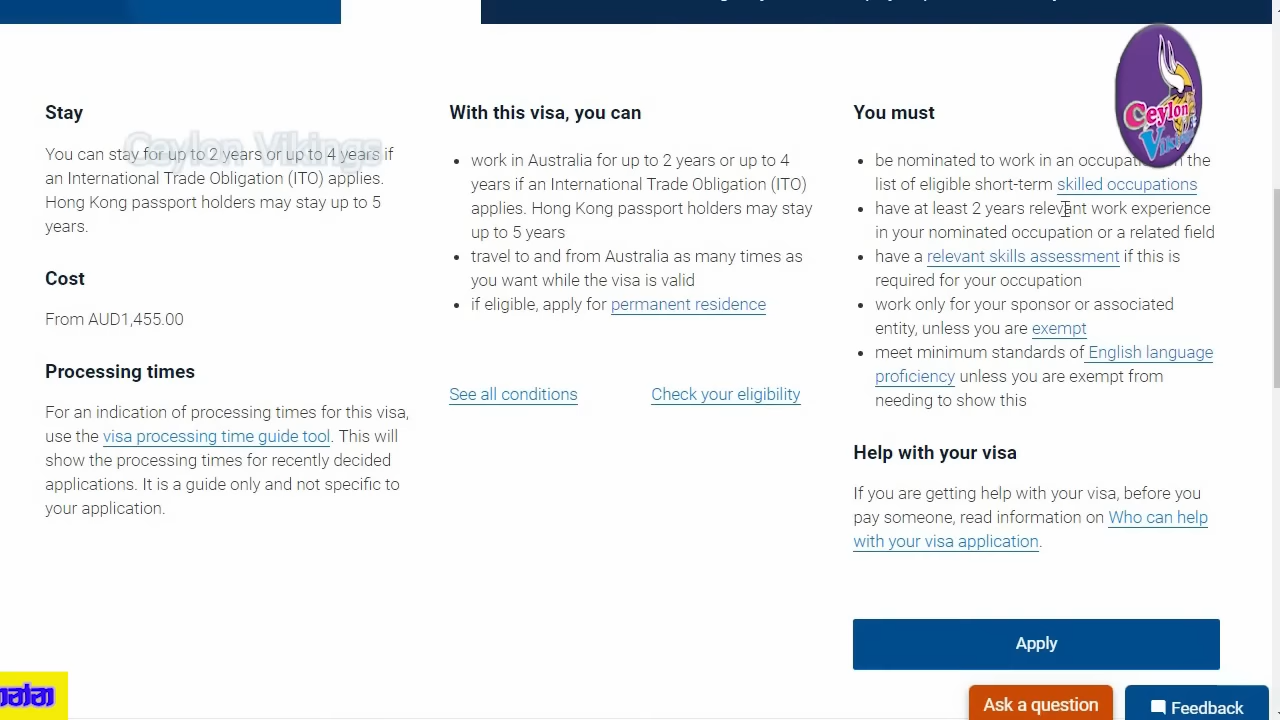 Stay
You can stay for up to 2 years or up to 4 years if
an International Trade Obligation (ITO) applies.
Hong Kong passport holders may stay up to 5
years.
Cost
From AUD1,455.00
Processing times
For an indication of processing times for this visa,
use the visa processing time guide tool. This will
show the processing times for recently decided
applications. It is a guide only and not specific to
your application.
Ceylon Vikings
With this visa, you can
work in Australia for up to 2 years or up to 4
years if an International Trade Obligation (ITO)
applies. Hong Kong passport holders may stay
up to 5 years
travel to and from Australia as many times as
you want while the visa is valid
if eligible, apply for permanent residence
See all conditions
Check your eligibility
You must
be nominated to work in an the
list of eligible short-term skilled occupations
have at least 2 years relevant work experience
in your nominated occupation or a related field
have a relevant skills assessment if this is
required for your occupation
work only for your sponsor or associated
entity, unless you are exempt
meet minimum standards of English language
proficiency unless you are exempt from
needing to show this
Help with your visa
If you are getting help with your visa, before you
pay someone, read information on Who can help
with your visa application.
Apply
Ask a question
Feedback
Ceylon
Vikings